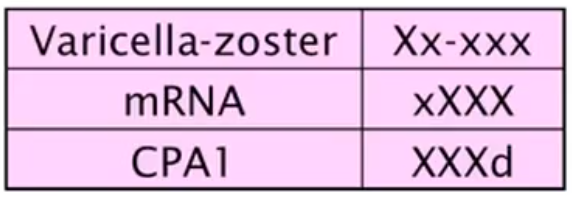 Varicella-zoster Xx-xxx
mRNA xXXX
CPA1 XXXd